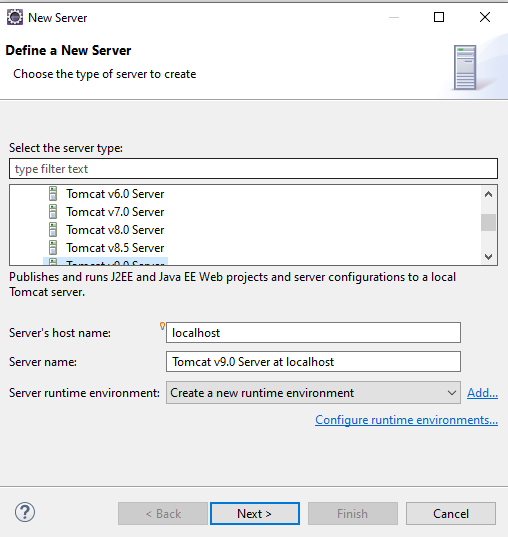 New Server
Define a New Server
Choose the type of server to create
Select the server type:
type filter text
Tomcat v6.0 Server
Tomcat v7.0 Server
Tomcat v8.0 Server
Tomcat v8.5 Server
Tomcat v9.0 Server
Publishes and runs J2EE and Java EE Web projects and server configurations to a local
Tomcat server.
Server's host name: localhost
Server name: Tomcat v9.0 Server at localhost
Server runtime environment: Create a new runtime environment Add...
Configure runtime environments...
? < Back Next > Finish Cancel